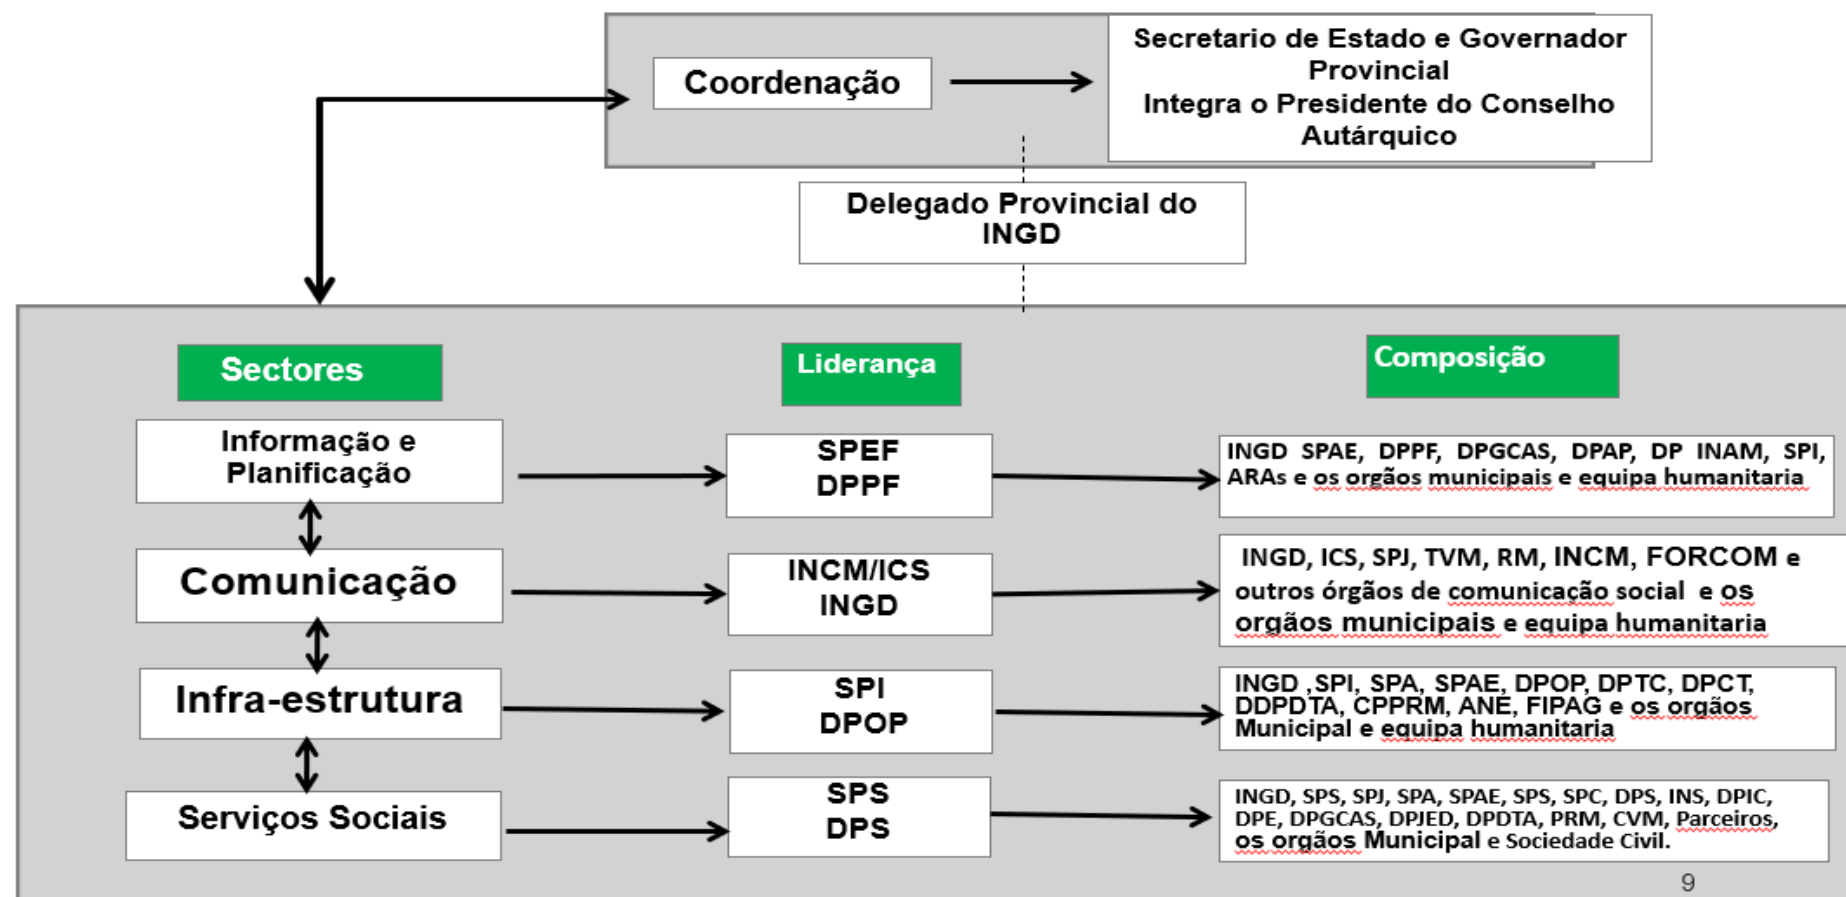 Coordenação
Secretario de Estado e Governador
Provincial
Integra o Presidente do Conselho
Autárquico
Delegado Provincial do
INGD
Sectores
Liderança
Composição
Informação e
Planificação
SPEF
DPPF
INGD SPAE, DPPF, DPGCAS, DPAP, DP INAM, SPI,
ARAs e os orgãos municipais e equipa humanitaria
Comunicação
INCM/ICS
INGD
INGD, ICS, SPJ, TVM, RM, INCM, FORCOM e
outros órgãos de comunicação social e os
orgãos municipais e equipa humanitaria
Infra-estrutura
SPI
DPOP
INGD ,SPI, SPA, SPAE, DPOP, DPTC, DPCT,
DDPDTA, CPPRM, ANE, FIPAG e os orgãos
Municipal e equipa humanitaria
Serviços Sociais
SPS
DPS
INGD, SPS, SPJ, SPA, SPAE, SPS, SPC, DPS, INS, DPIC,
DPE, DPGCAS, DPJED, DPDTA, PRM, CVM, Parceiros,
os orgãos Municipal e Sociedade Civil.
9